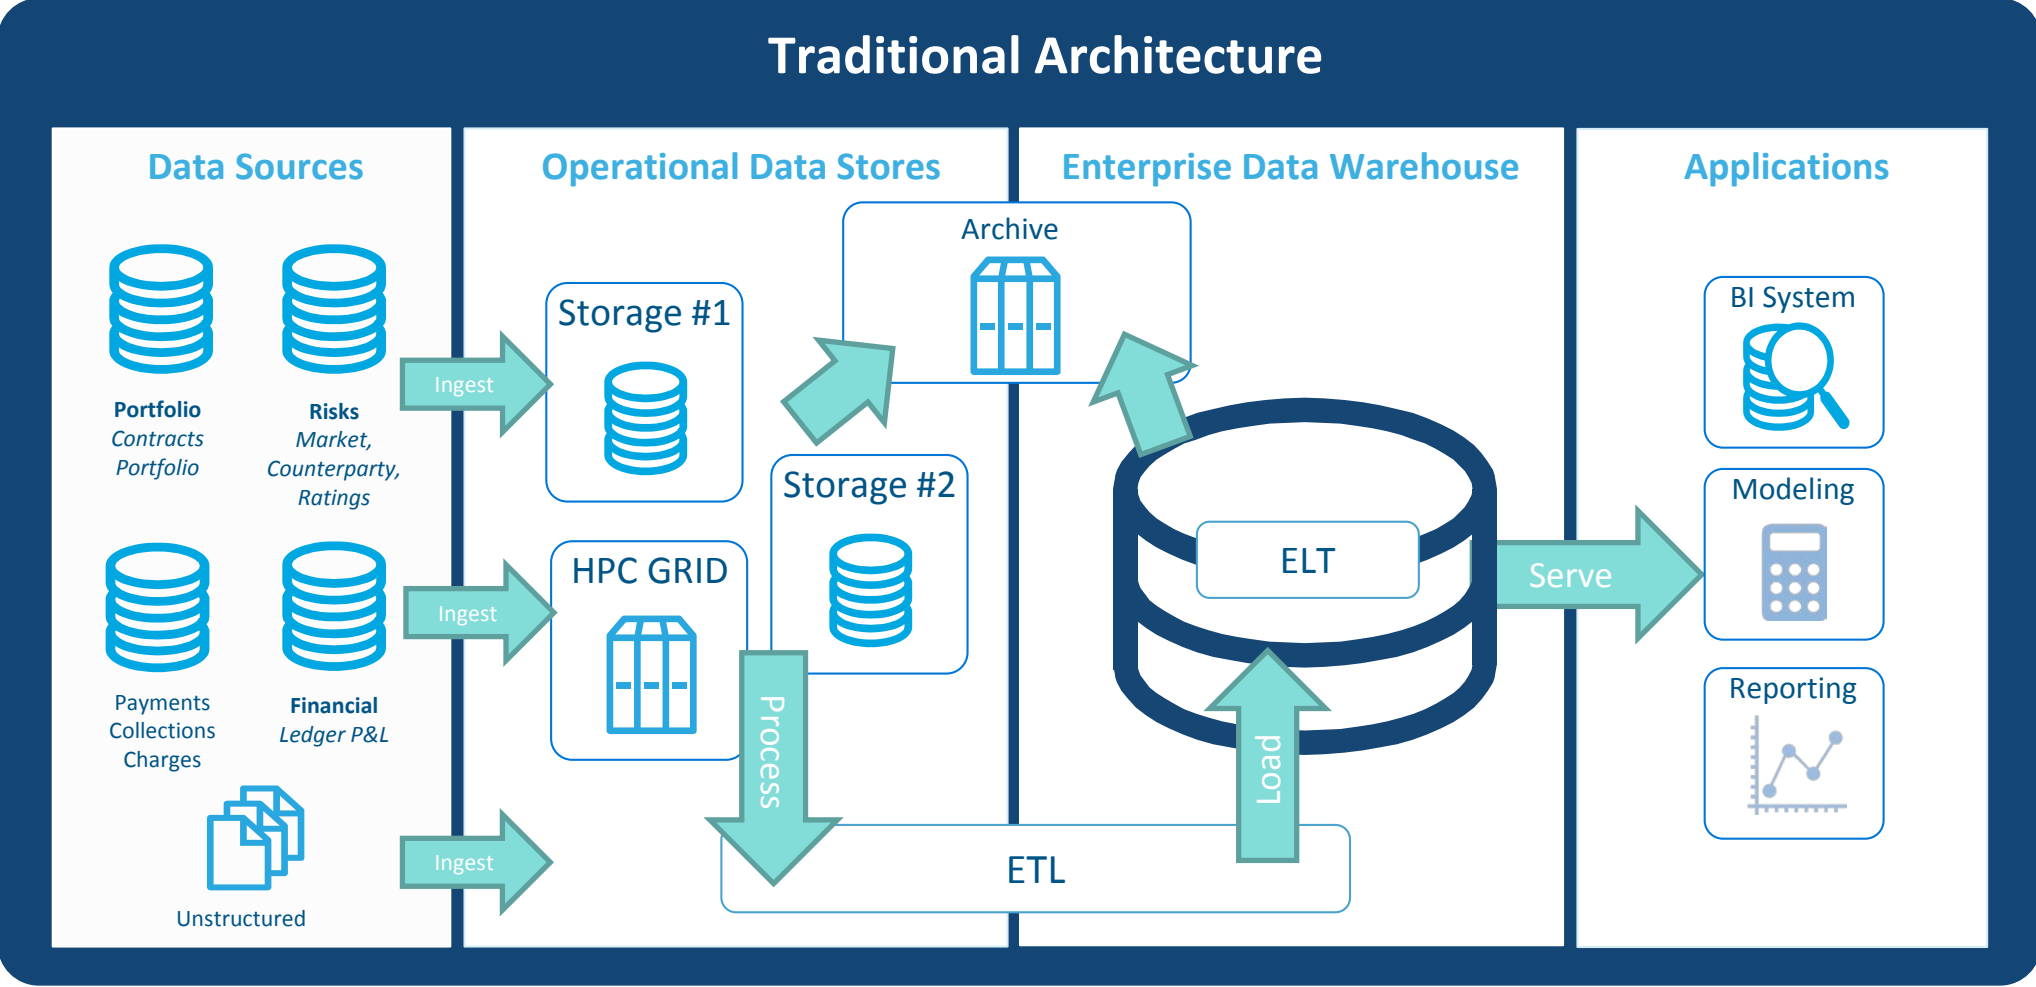 Traditional Architecture
Data Sources
Portfolio
Contracts
Portfolio
Risks
Market,
Counterparty,
Ratings
Payments
Collections
Charges
Financial
Ledger P&L
Unstructured
Ingest
Ingest
Ingest
Operational Data Stores
Storage #1
Storage #2
HPC GRID
Process
Archive
ETL
Enterprise Data Warehouse
ELT
Load
Serve
Applications
BI System
Modeling
Reporting